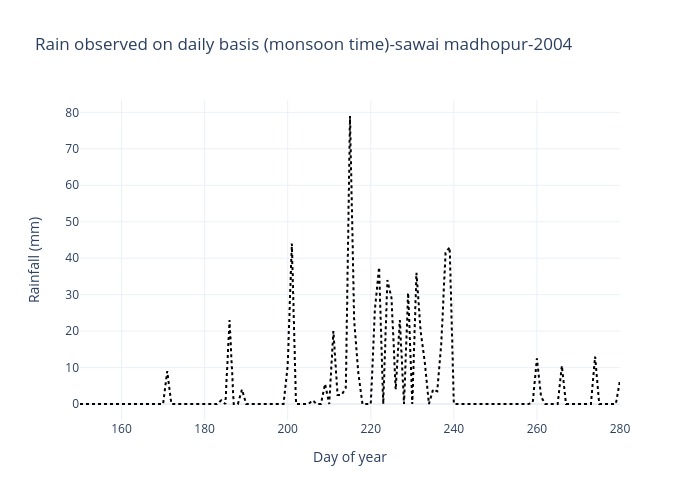 Rain observed on daily basis (monsoon time)-sawai madhopur-2004
80
70
60
50
40
30
20
10
0
Rainfall (mm)
160 180 200 220 240 260 280
Day of year